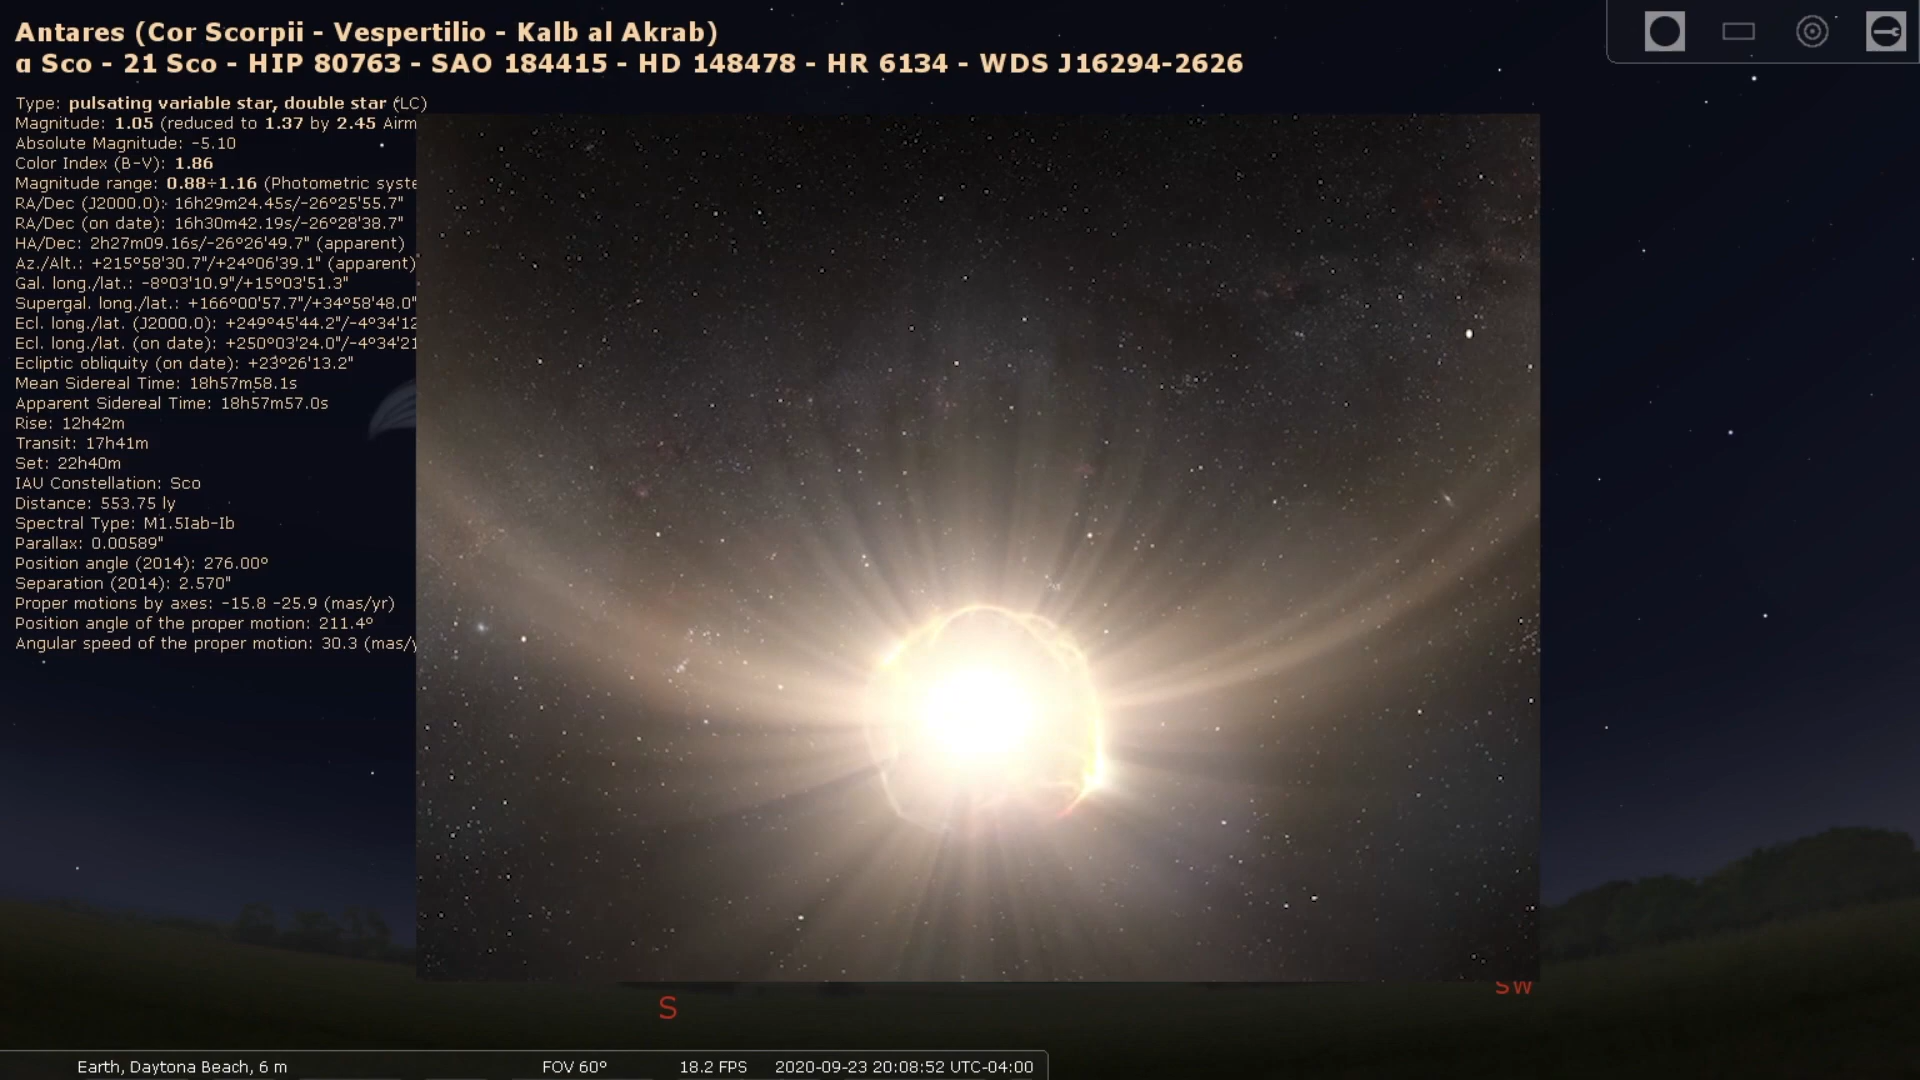 Antares (Cor Scorpii - Vespertilio - Kalb al Akrab)
α Sco - 21 Sco - HIP 80763 - SAO 184415 - HD 148478 - HR 6134 - WDS J16294-2626
Type: pulsating variable star, double star (LC)
Magnitude: 1.05 (reduced to 1.37 by 2.45 Airm
Absolute Magnitude: -5.10
Color Index (B-V): 1.86
Magnitude range: 0.88÷1.16 (Photometric syste
RA/Dec (J2000.0): 16h29m24.45s/-26°25'55.7"
RA/Dec (on date): 16h30m42.19s/-26°28'38.7"
HA/Dec: 2h27m09.16s/-26°26'49.7" (apparent)
Az./Alt.: +215°58'30.7"/+24°06'39.1" (apparent)
Gal. long./lat.: -8°03'10.9"/+15°03'51.3"
Supergal. long./lat.: +166°00'57.7"/+34°58'48.0"
Ecl. long./lat. (J2000.0): +249°45'44.2"/-4°34'12
Ecl. long./lat. (on date): +250°03'24.0"/-4°34'21
Ecliptic obliquity (on date): +23°26'13.2"
Mean Sidereal Time: 18h57m58.1s
Apparent Sidereal Time: 18h57m57.0s
Rise: 12h42m
Transit: 17h41m
Set: 22h40m
IAU Constellation: Sco
Distance: 553.75 ly
Spectral Type: M1.5Iab-Ib
Parallax: 0.00589"
Position angle (2014): 276.00°
Separation (2014): 2.570"
Proper motions by axes: -15.8 -25.9 (mas/yr)
Position angle of the proper motion: 211.4°
Angular speed of the proper motion: 30.3 (mas/y
S
SW
Earth, Daytona Beach, 6 m FOV 60° 18.2 FPS 2020-09-23 20:08:52 UTC-04:00